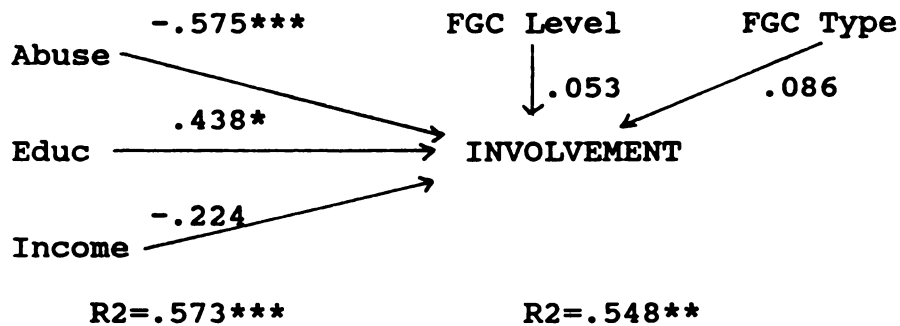 -.575*** FGC Level FGC Type
Abuse
.053 .086
.438*
Educ INVOLVEMENT
-.224
Income
R2=.573*** R2=.548**